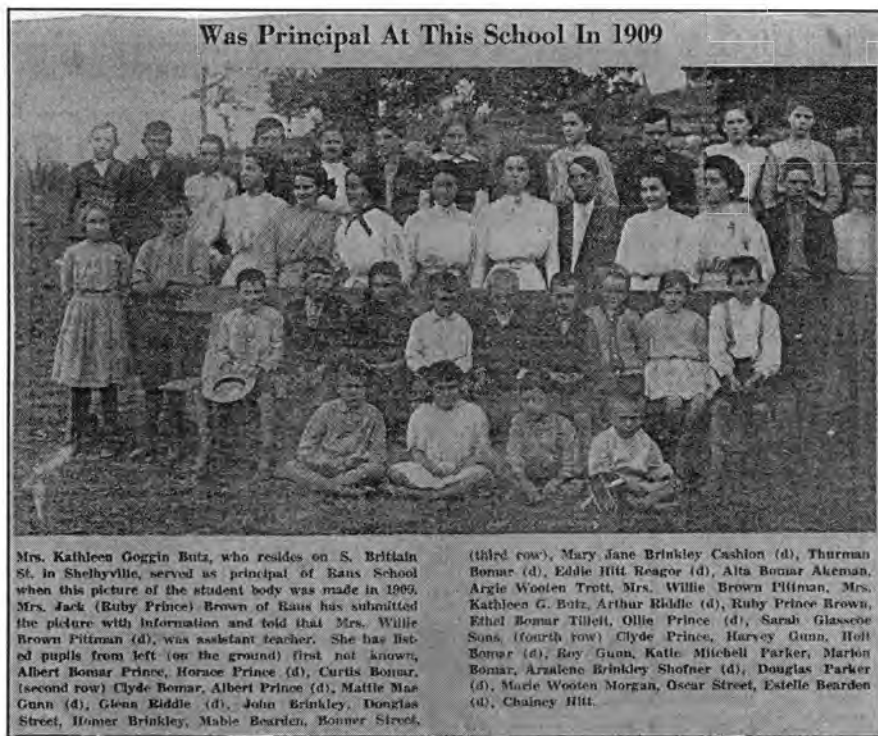 Was Principal At This School In 1909
Mrs. Kathleen Goggin Butz, who resides on S. Brittain
St. in Shelbyville, served as principal of Raus School
when this picture of the student body was made in 1909.
Mrs. Jack (Ruby Prince) Brown of Raus has submitted
the picture with information and told that Mrs. Willie
Brown Pittman (d), was assistant teacher. She has list-
ed pupils from left (on the ground) first not known,
Albert Bomar Prince, Horace Prince (d), Curtis Bomar,
(second row) Clyde Bomar, Albert Prince (d), Mattie Mae
Gunn (d), Glenn Riddle (d), John Brinkley, Douglas
Street, Homer Brinkley, Mable Bearden, Bonner Street,
(third row), Mary Jane Brinkley Cashion (d), Thurman
Bomar (d), Eddie Hitt Reagor (d), Alta Bomar Akeman,
Argie Wooten Trott, Mrs. Willie Brown Pittman, Mrs.
Kathleen G. Butz, Arthur Riddle (d), Ruby Prince Brown,
Ethel Bomar Tillett, Ollie Prince (d), Sarah Glasscoe
Sons, (fourth row) Clyde Prince, Harvey Gunn, Holt
Bomar (d), Roy Gunn, Katie Mitchell Parker, Marlon
Bomar, Arzalene Brinkley Shofner (d), Douglas Parker
(d), Marie Wooten Morgan, Oscar Street, Estelle Bearden
(d), Chainey Hitt.